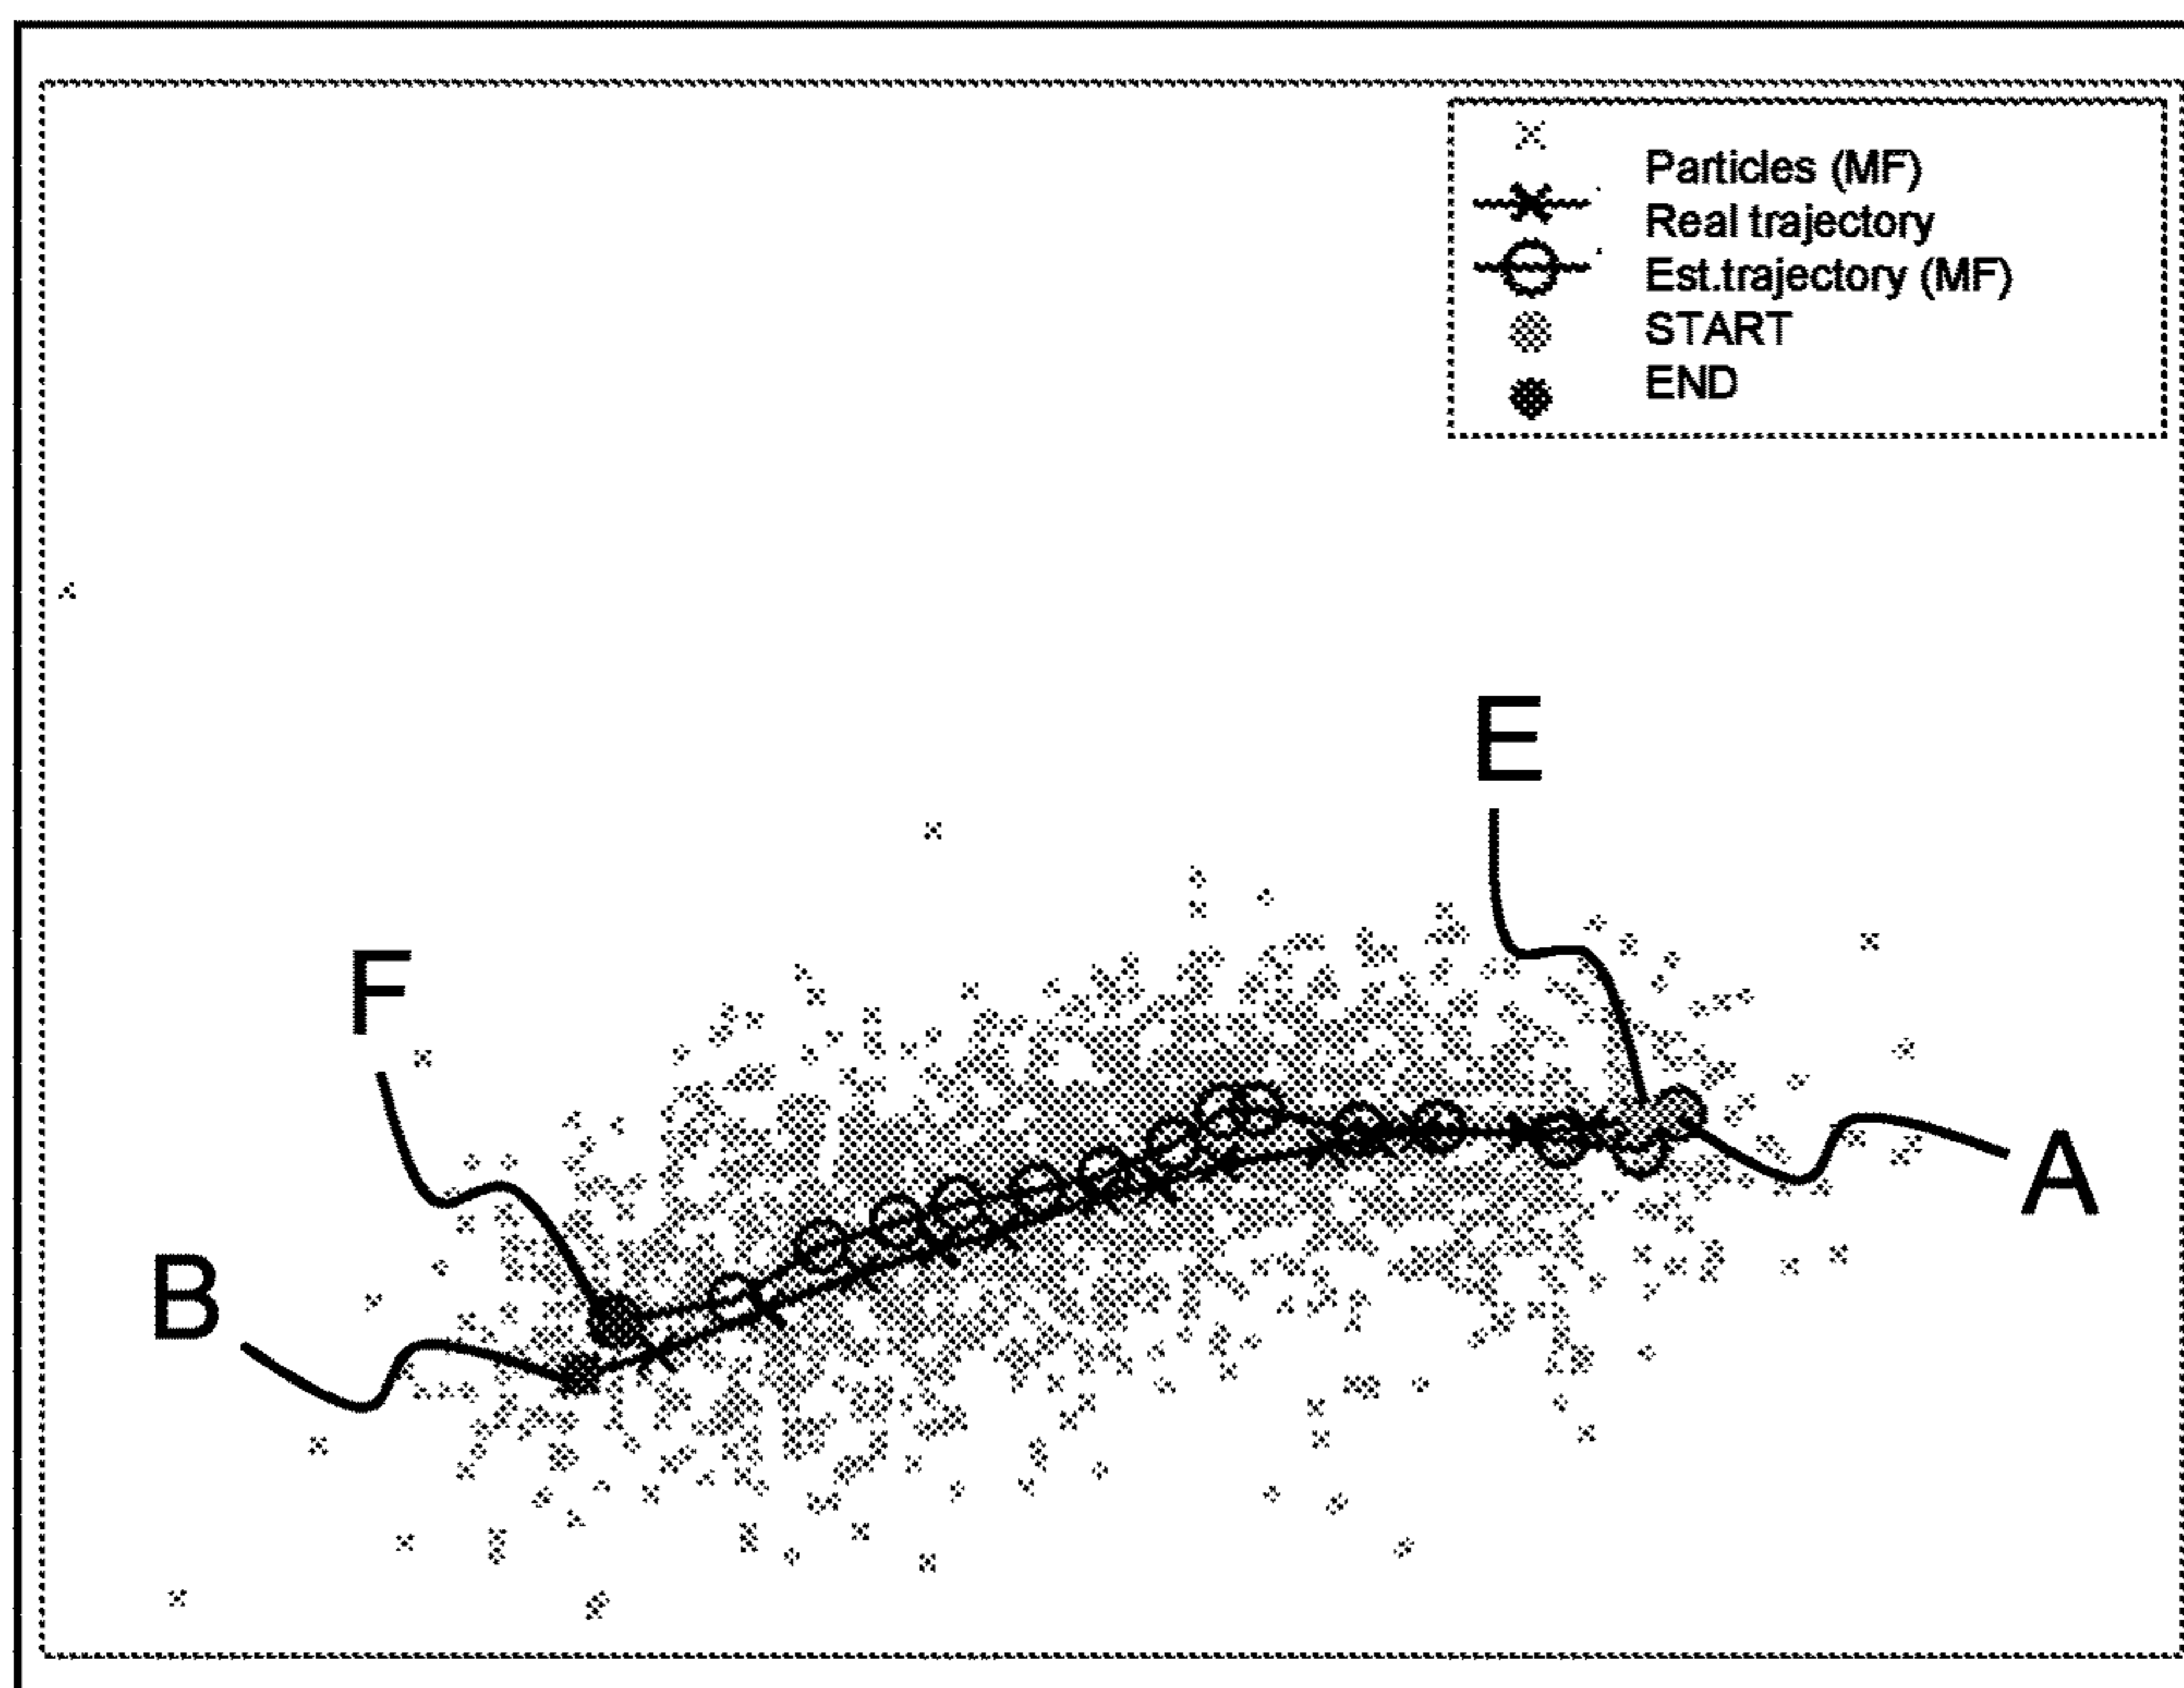 Particles (MF)
Real trajectory
Est.trajectory (MF)
START
END
E
F
A
B